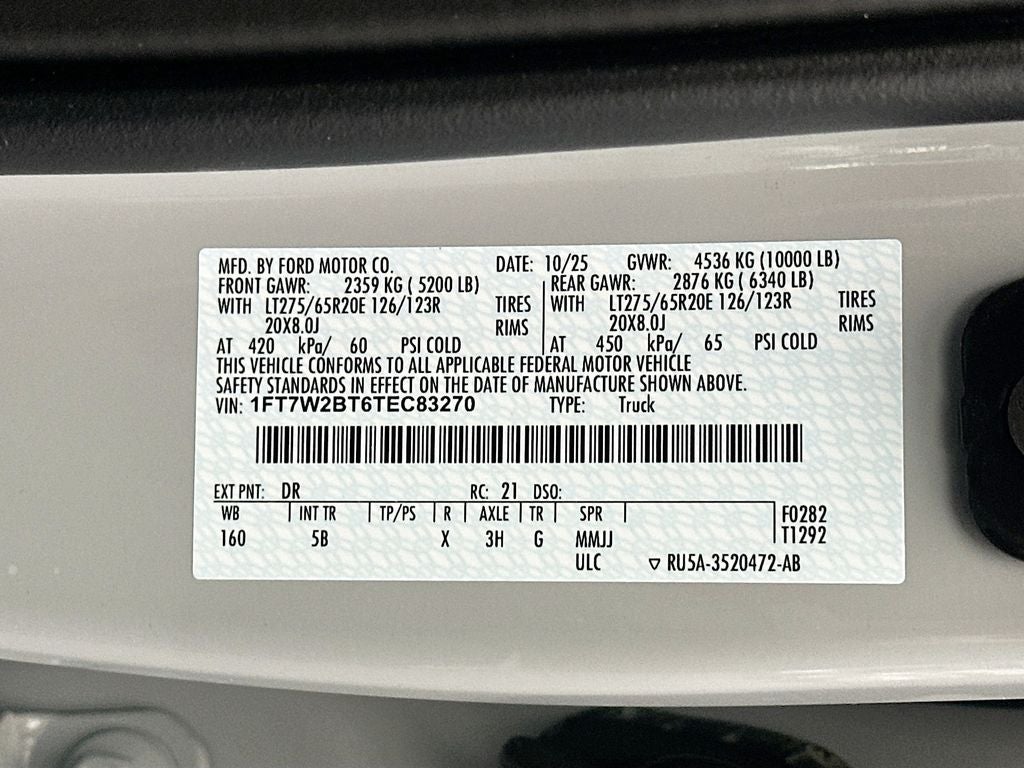 MFD. BY FORD MOTOR CO. DATE: 10/25 GVWR: 4536 KG (10000 LB)
FRONT GAWR: 2359 KG ( 5200 LB) REAR GAWR: 2876 KG ( 6340 LB)
WITH LT275/65R20E 126/123R TIRES WITH LT275/65R20E 126/123R TIRES
20X8.0J RIMS 20X8.0J RIMS
AT 420 kPa/ 60 PSI COLD AT 450 kPa/ 65 PSI COLD
THIS VEHICLE CONFORMS TO ALL APPLICABLE FEDERAL MOTOR VEHICLE
SAFETY STANDARDS IN EFFECT ON THE DATE OF MANUFACTURE SHOWN ABOVE.
VIN: 1FT7W2BT6TEC83270 TYPE: Truck
EXT PNT: DR RC: 21 DSO:
WB INT TR TP/PS R AXLE TR SPR F0282
160 5B X 3H G MMJJ T1292
ULC ▽ RU5A-3520472-AB